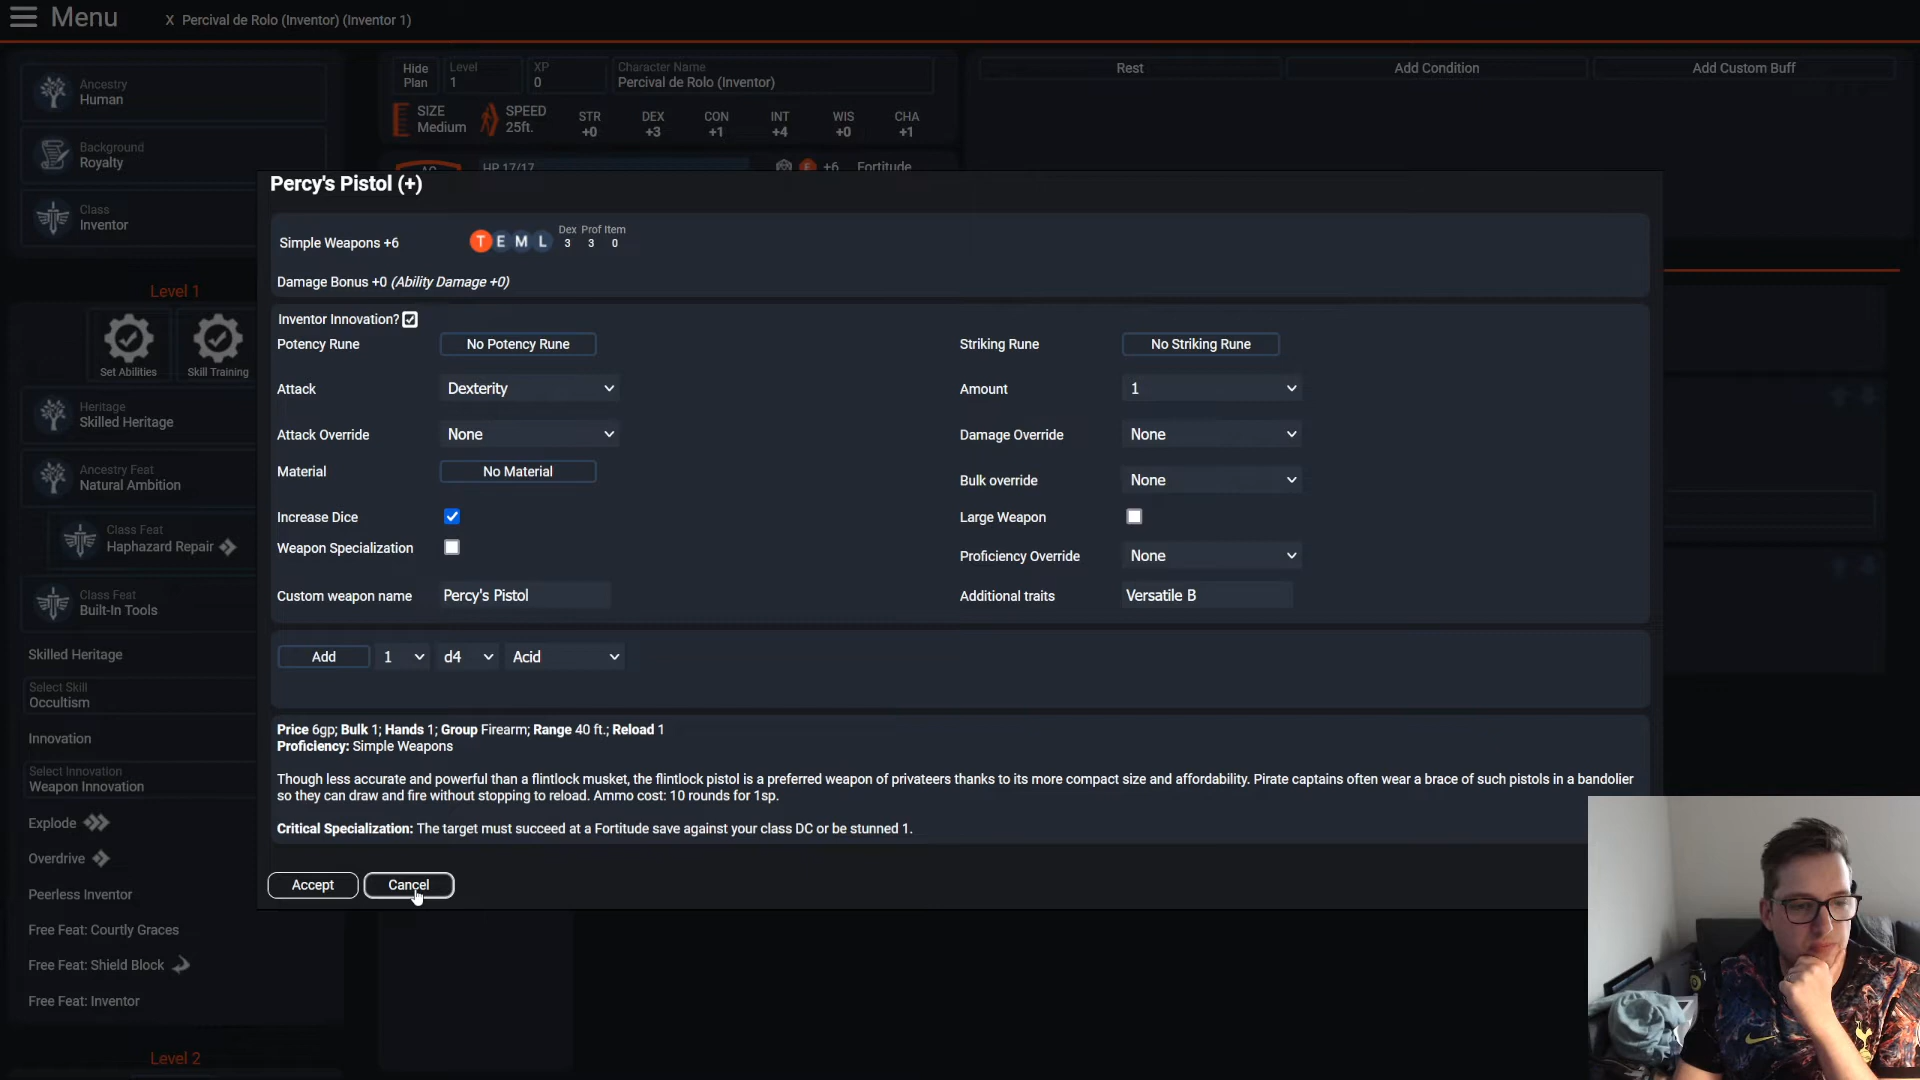 Menu
X Percival de Rolo (Inventor) (Inventor 1)
Ancestry
Human
Background
Royalty
Class
Inventor
Hide Plan
Level
1
XP
0
Character Name
Percival de Rolo (Inventor)
SIZE
Medium
SPEED
25ft.
STR
+0
DEX
+3
CON
+1
INT
+4
WIS
+0
CHA
+1
AC
HP 17/17
E +6 Fortitude
Rest
Add Condition
Add Custom Buff
Level 1
Set Abilities
Skill Training
Heritage
Skilled Heritage
Ancestry Feat
Natural Ambition
Class Feat
Haphazard Repair
Class Feat
Built-In Tools
Skilled Heritage
Select Skill
Occultism
Innovation
Select Innovation
Weapon Innovation
Explode
Overdrive
Peerless Inventor
Free Feat: Courtly Graces
Free Feat: Shield Block
Free Feat: Inventor
Level 2
Percy's Pistol (+)
Simple Weapons +6
T E M L
Dex Prof Item
3 3 0
Damage Bonus +0 (Ability Damage +0)
Inventor Innovation?
Potency Rune
No Potency Rune
Striking Rune
No Striking Rune
Attack
Dexterity
Amount
1
Attack Override
None
Damage Override
None
Material
No Material
Bulk override
None
Increase Dice
Large Weapon
Weapon Specialization
Proficiency Override
None
Custom weapon name
Percy's Pistol
Additional traits
Versatile B
Add
1
d4
Acid
Price 6gp; Bulk 1; Hands 1; Group Firearm; Range 40 ft.; Reload 1
Proficiency: Simple Weapons
Though less accurate and powerful than a flintlock musket, the flintlock pistol is a preferred weapon of privateers thanks to its more compact size and affordability. Pirate captains often wear a brace of such pistols in a bandolier
so they can draw and fire without stopping to reload. Ammo cost: 10 rounds for 1sp.
Critical Specialization: The target must succeed at a Fortitude save against your class DC or be stunned 1.
Accept
Cancel